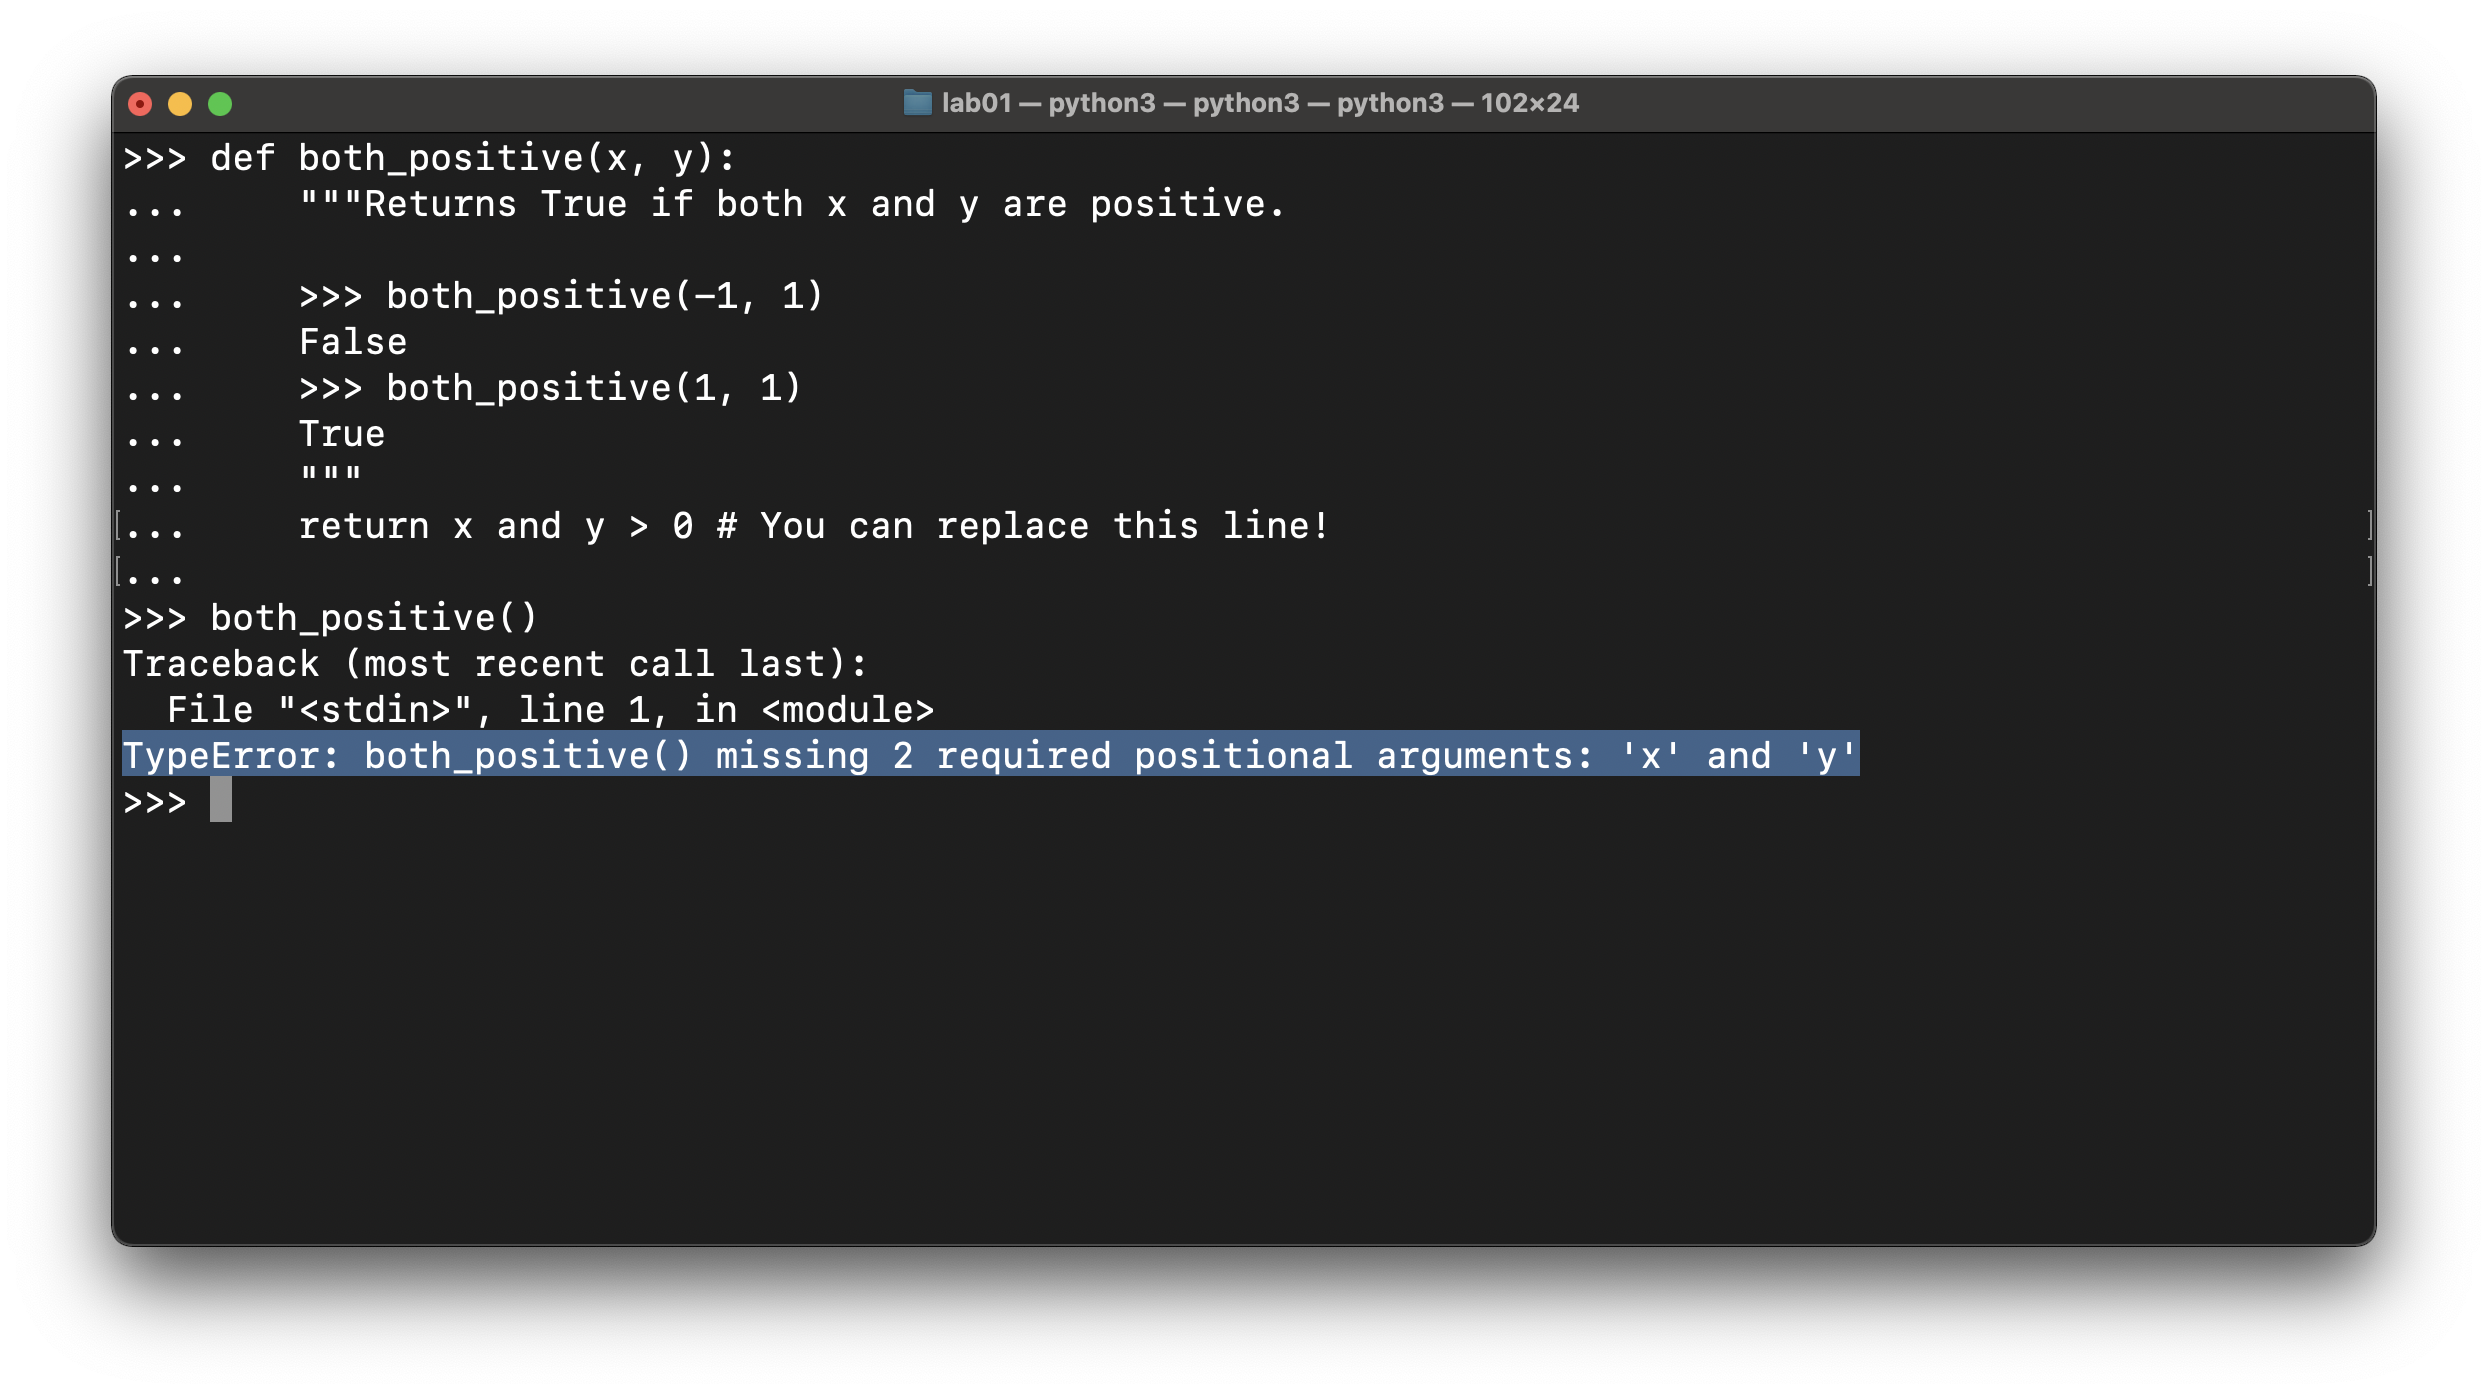 lab01 — python3 — python3 — python3 — 102×24
>>> def both_positive(x, y):
...     """Returns True if both x and y are positive.
...
...     >>> both_positive(-1, 1)
...     False
...     >>> both_positive(1, 1)
...     True
...     """
[...     return x and y > 0 # You can replace this line!]
[...]
>>> both_positive()
Traceback (most recent call last):
  File "<stdin>", line 1, in <module>
TypeError: both_positive() missing 2 required positional arguments: 'x' and 'y'
>>>